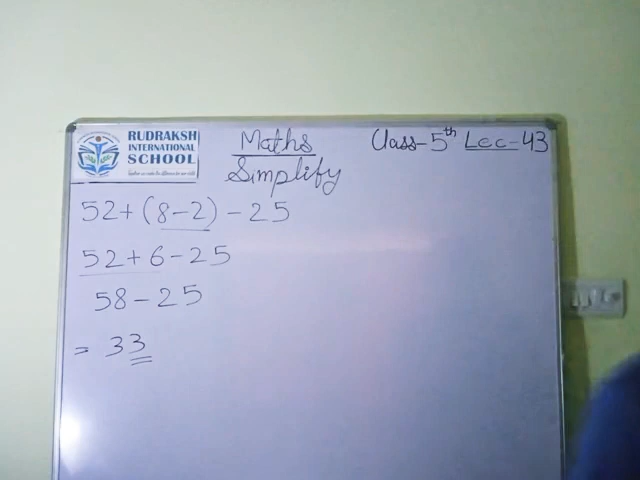 RUDRAKSH
INTERNATIONAL
SCHOOL
Maths
Class-5th Lec-43
Simplify
52+(8-2)-25
52+6-25
58-25
= 33